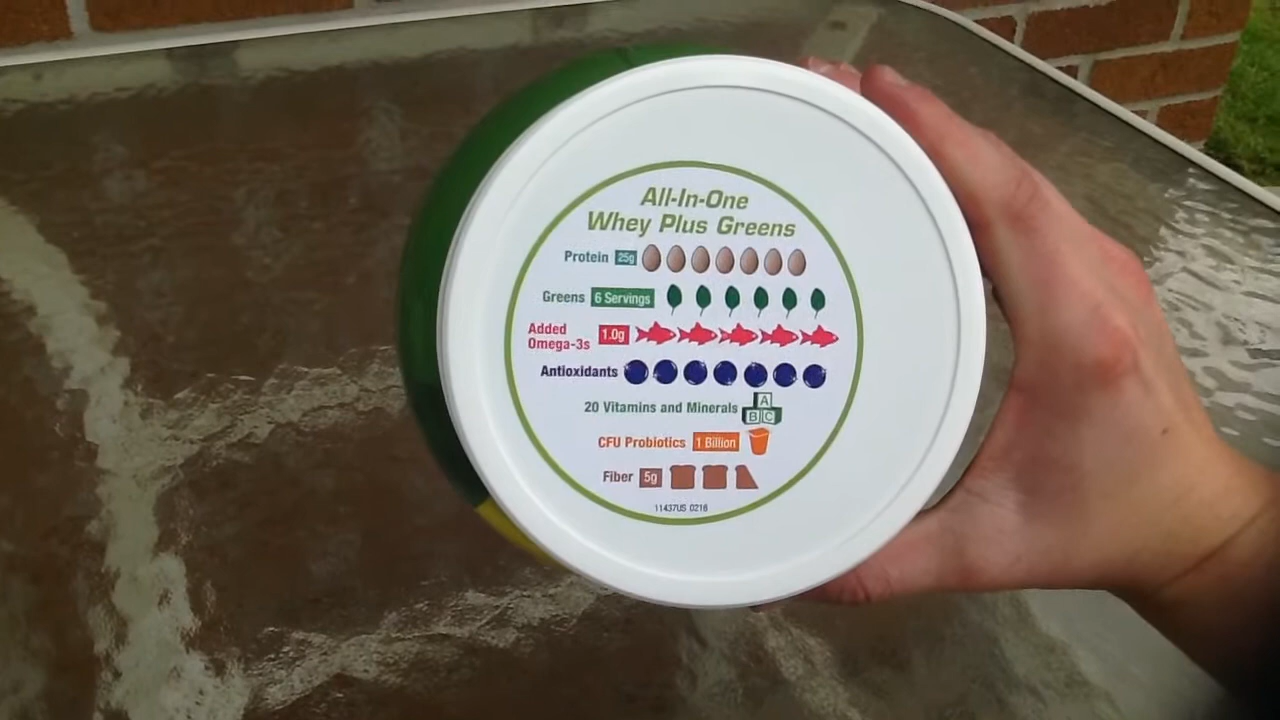 All-In-One
Whey Plus Greens
Protein 25g
Greens 6 Servings
Added
Omega-3s 1.0g
Antioxidants
20 Vitamins and Minerals A B C
CFU Probiotics 1 Billion
Fiber 5g
11437US 0216